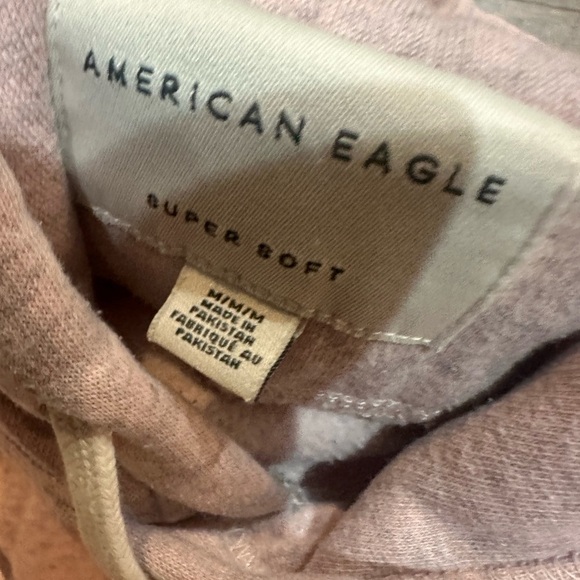 AMERICAN EAGLE
SUPER SOFT
M/M/M
MADE IN
PAKISTAN
FABRIQUÉ AU
PAKISTAN